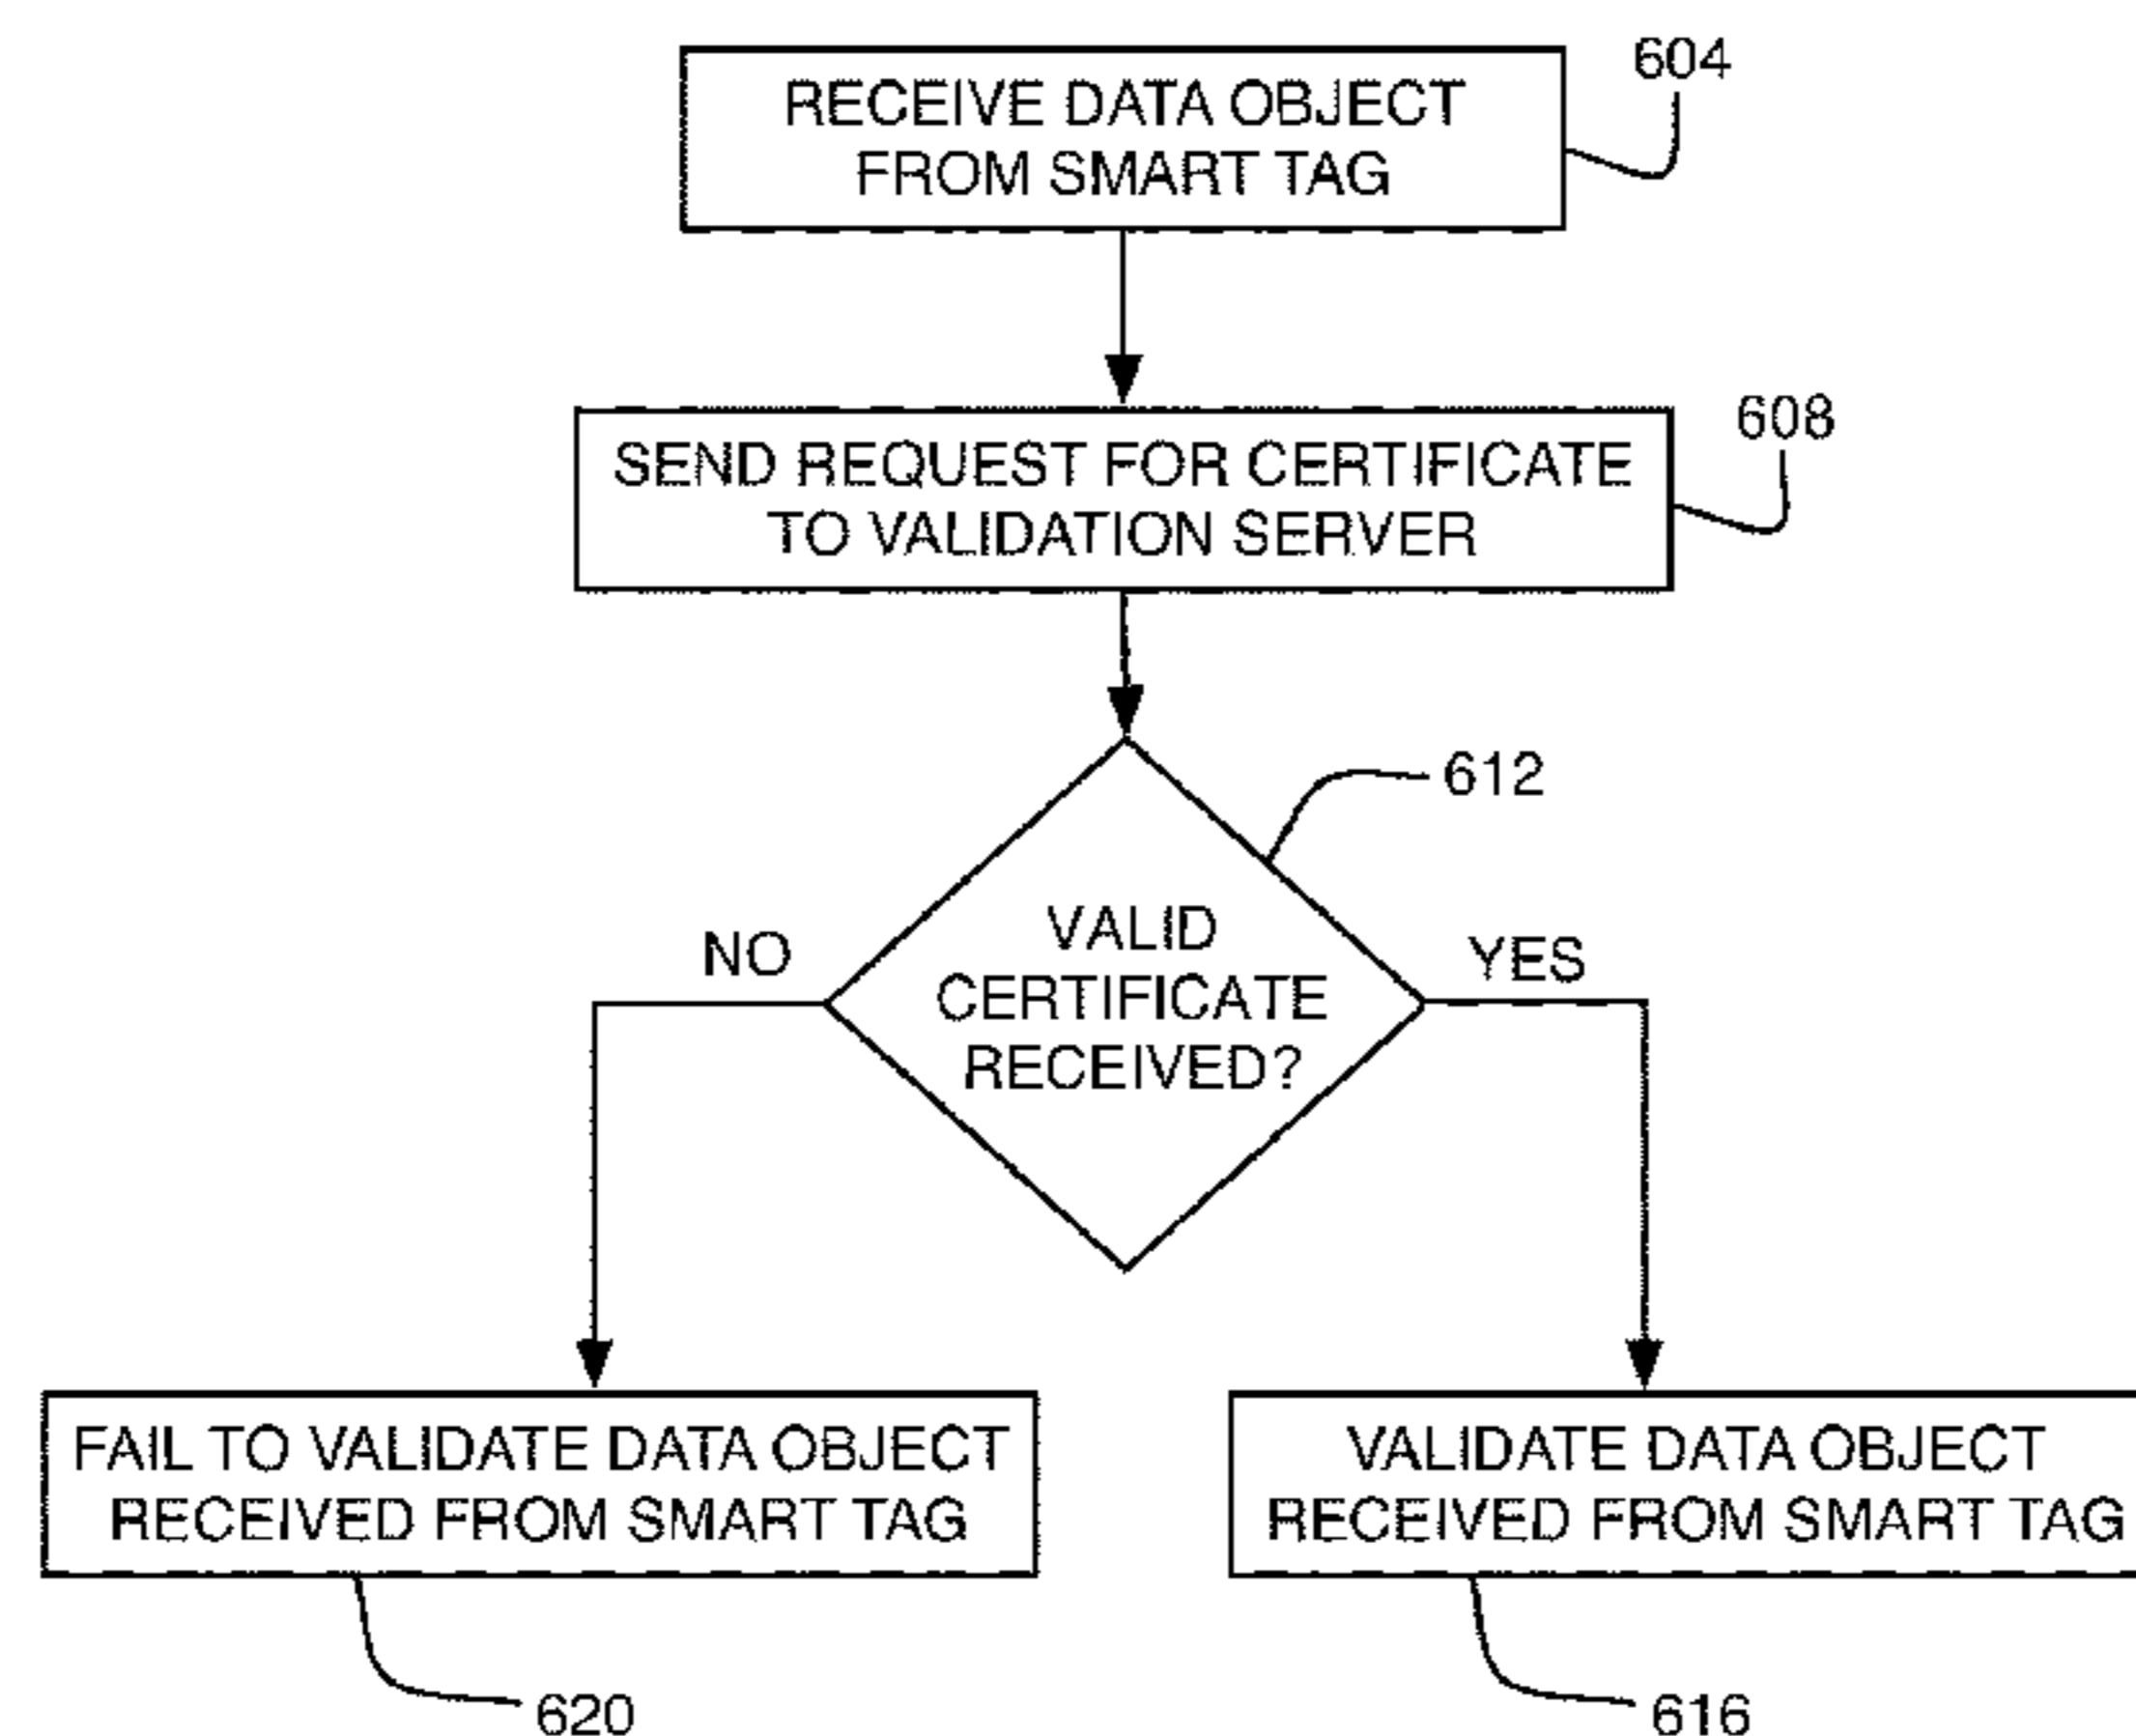 RECEIVE DATA OBJECT
FROM SMART TAG
604
SEND REQUEST FOR CERTIFICATE
TO VALIDATION SERVER
608
612
VALID
CERTIFICATE
RECEIVED?
NO
YES
FAIL TO VALIDATE DATA OBJECT
RECEIVED FROM SMART TAG
620
VALIDATE DATA OBJECT
RECEIVED FROM SMART TAG
616